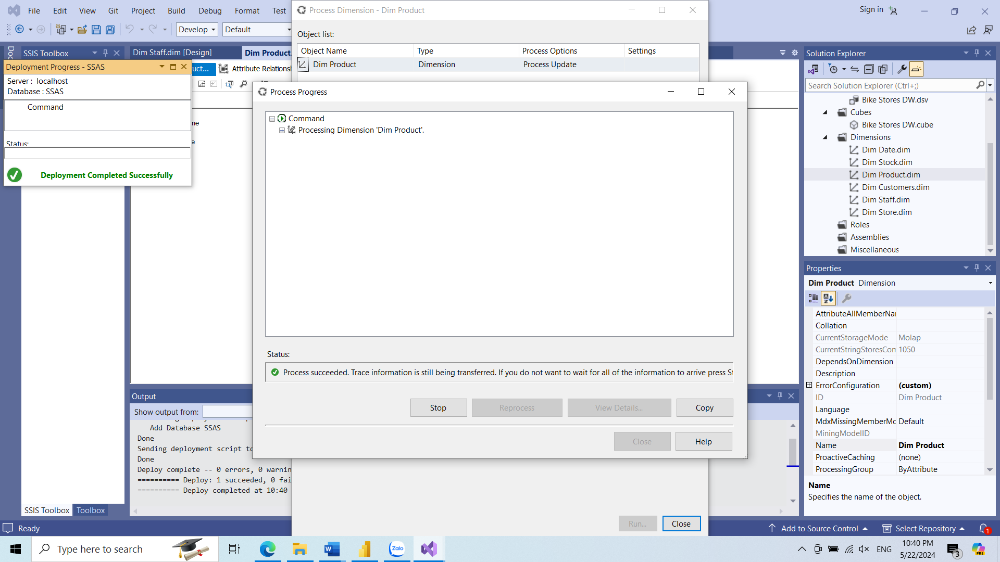 File Edit View Git Project Build Debug Format Test
Sign in
Develop
Default
SSIS Toolbox
Dim Staff.dim [Design]
Dim Product.
Attribute Relationsh
Deployment Progress - SSAS
Server : localhost
Database : SSAS
Command
Status:
Deployment Completed Successfully
Process Dimension - Dim Product
Object list:
Object Name Type Process Options Settings
Dim Product Dimension Process Update
Process Progress
Command
Processing Dimension 'Dim Product'.
Status:
Process succeeded. Trace information is still being transferred. If you do not want to wait for all of the information to arrive press St
Stop Reprocess View Details... Copy
Close Help
Run... Close
Output
Show output from:
Add Database SSAS
Done
Sending deployment script to
Done
Deploy complete -- 0 errors, 0 warnin
========== Deploy: 1 succeeded, 0 fai
========== Deploy completed at 10:40
SSIS Toolbox Toolbox
Solution Explorer
Search Solution Explorer (Ctrl+;)
Bike Stores DW.dsv
Cubes
Bike Stores DW.cube
Dimensions
Dim Date.dim
Dim Stock.dim
Dim Product.dim
Dim Customers.dim
Dim Staff.dim
Dim Store.dim
Roles
Assemblies
Miscellaneous
Properties
Dim Product Dimension
AttributeAllMemberNa
Collation
CurrentStorageMode Molap
CurrentStringStoresCom 1050
DependsOnDimension
Description
ErrorConfiguration (custom)
ID Dim Product
Language
MdxMissingMemberMo Default
MiningModelID
Name Dim Product
ProactiveCaching (none)
ProcessingGroup ByAttribute
Name
Specifies the name of the object.
Ready
Add to Source Control
Select Repository
1
Type here to search
Zalo
ENG
10:40 PM
5/22/2024
3
PRE